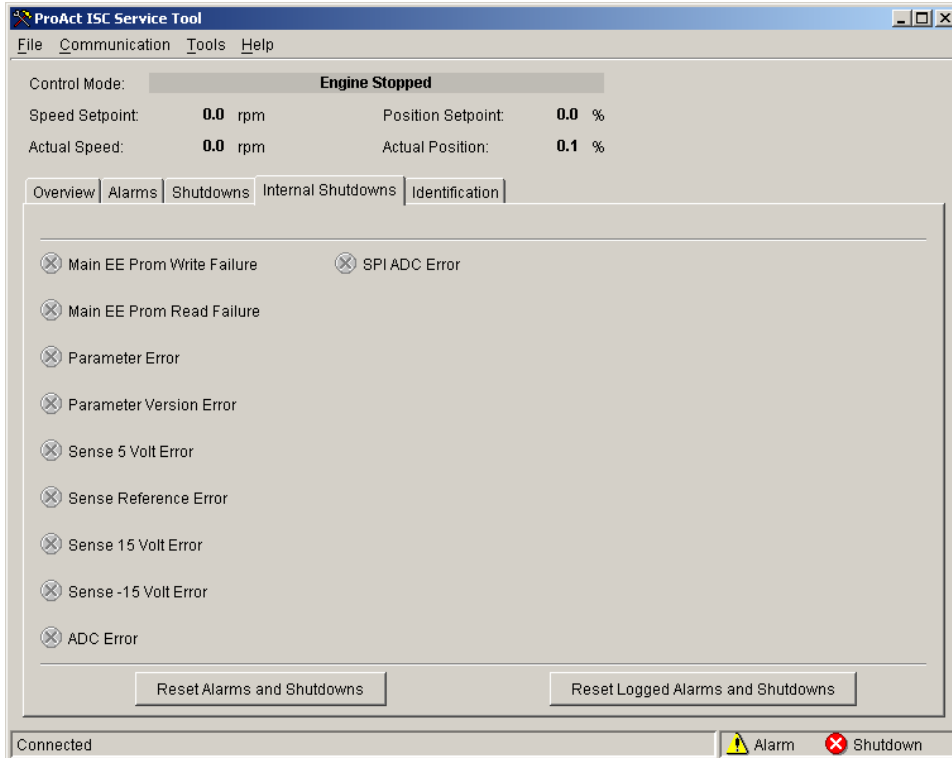 ProAct ISC Service Tool
File Communication Tools Help
Control Mode: Engine Stopped
Speed Setpoint: 0.0 rpm Position Setpoint: 0.0 %
Actual Speed: 0.0 rpm Actual Position: 0.1 %
Overview Alarms Shutdowns Internal Shutdowns Identification
Main EE Prom Write Failure SPI ADC Error
Main EE Prom Read Failure
Parameter Error
Parameter Version Error
Sense 5 Volt Error
Sense Reference Error
Sense 15 Volt Error
Sense -15 Volt Error
ADC Error
Reset Alarms and Shutdowns Reset Logged Alarms and Shutdowns
Connected Alarm Shutdown